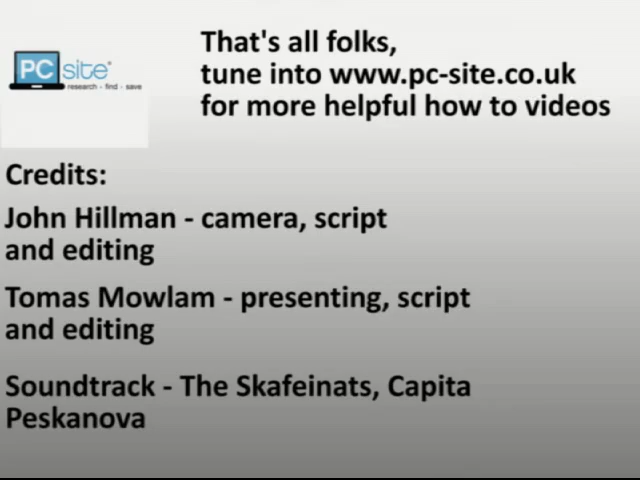 PC site
research - find - save
That's all folks,
tune into www.pc-site.co.uk
for more helpful how to videos
Credits:
John Hillman - camera, script
and editing
Tomas Mowlam - presenting, script
and editing
Soundtrack - The Skafeinats, Capita
Peskanova